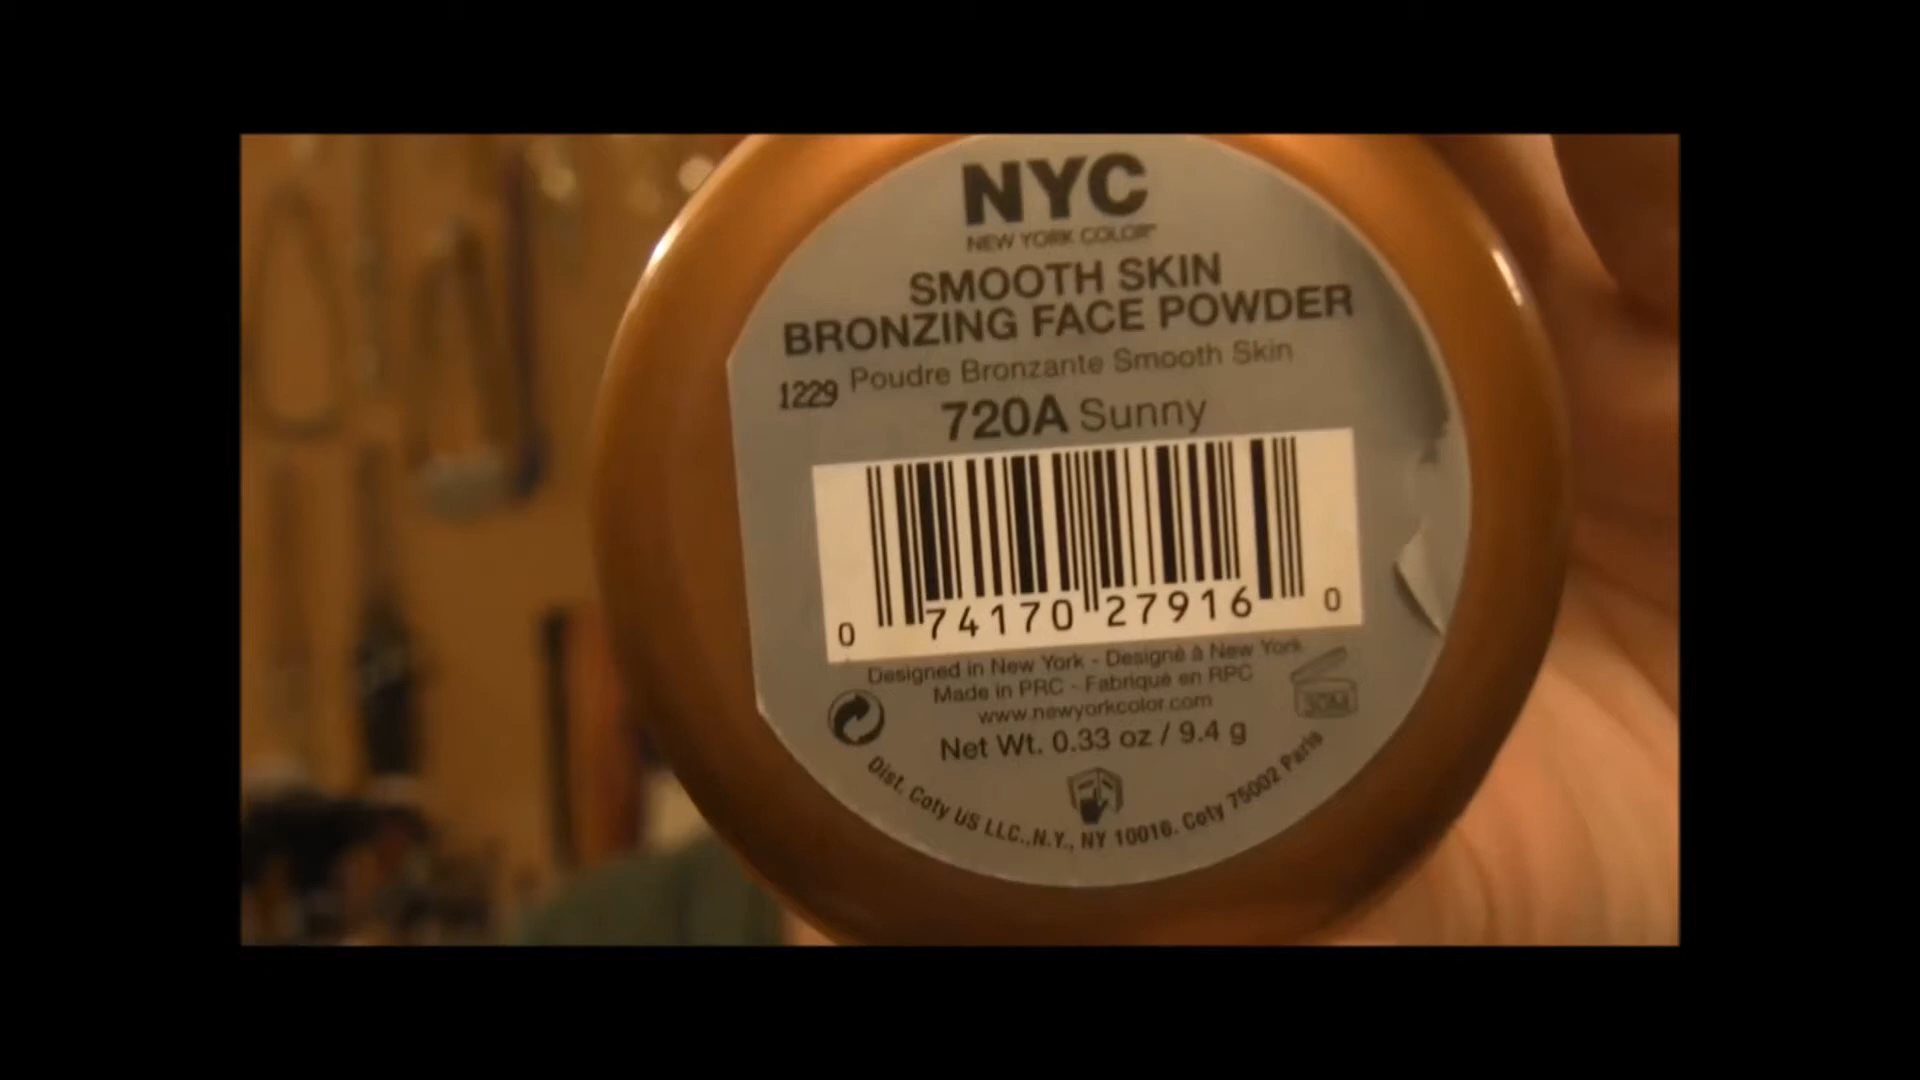 NYC
NEW YORK COLOR
SMOOTH SKIN
BRONZING FACE POWDER
Poudre Bronzante Smooth Skin
1229
720A Sunny
0 74170 27916 0
Designed in New York - Designé à New York
Made in PRC - Fabriqué en RPC
www.newyorkcolor.com
Net Wt. 0.33 oz / 9.4 g
Dist. Coty US LLC., N.Y., NY 10016. Coty 75002 Paris